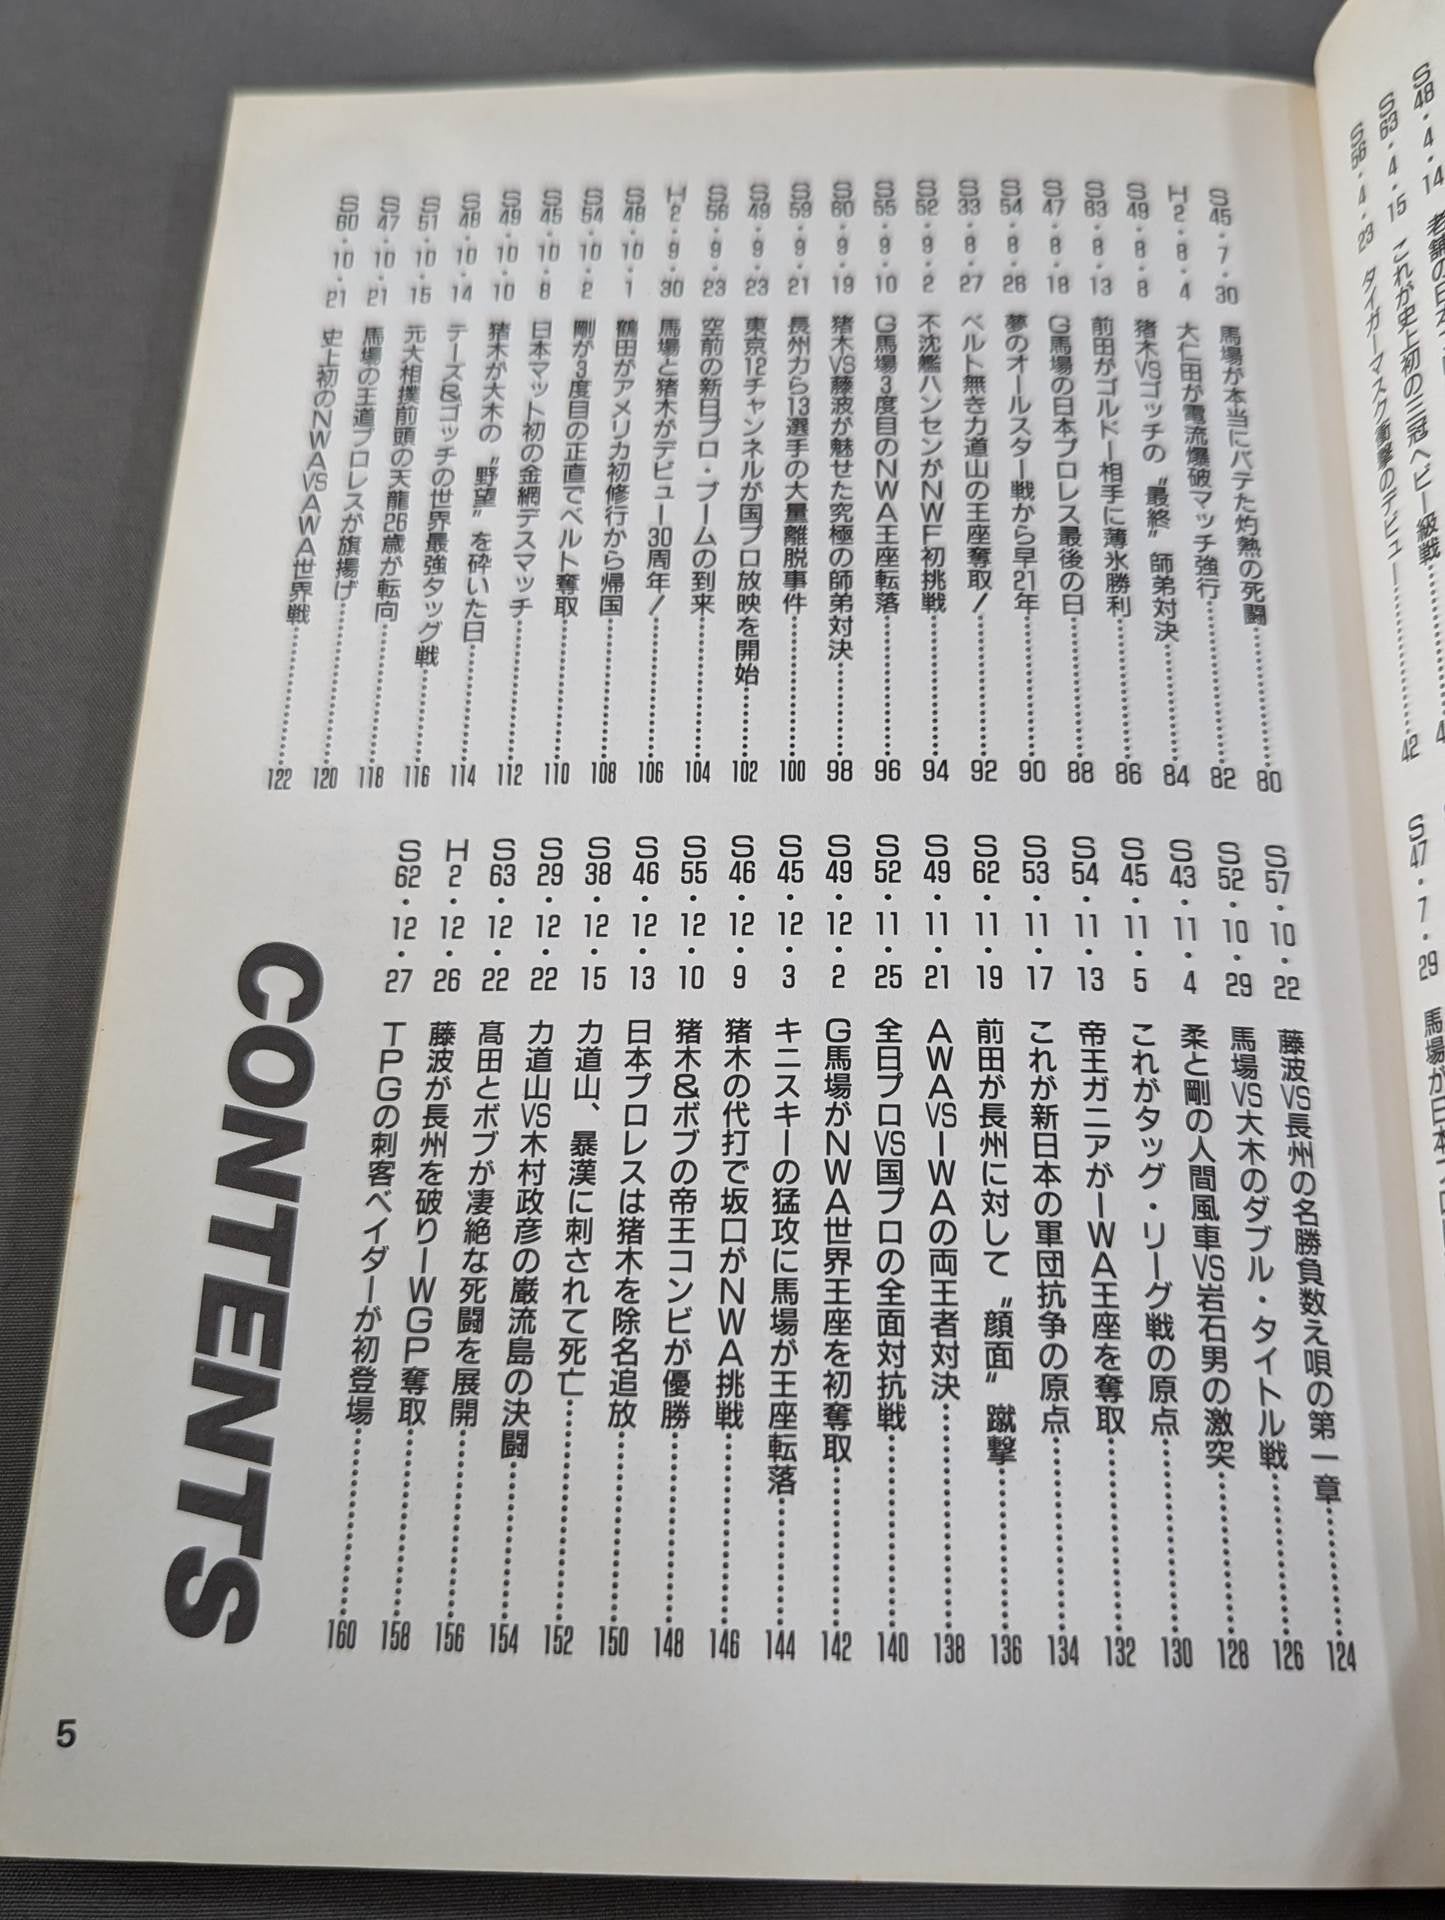 S45・7・30 馬場が本当にバテた灼熱の死闘 80
H2・8・4 大仁田が電流爆破マッチ強行 82
S49・8・8 猪木VSゴッチの〝最終〟師弟対決 84
S63・8・13 前田がゴルドー相手に薄氷勝利 86
S47・8・18 G馬場の日本プロレス最後の日 88
S54・8・26 夢のオールスター戦から早21年 90
S33・8・27 ベルト無き力道山の王座奪取! 92
S52・9・2 不沈艦ハンセンがNWF初挑戦 94
S55・9・10 G馬場3度目のNWA王座転落 96
S60・9・19 猪木VS藤波が魅せた究極の師弟対決 98
S59・9・21 長州力ら13選手の大量離脱事件 100
S49・9・23 東京12チャンネルが国プロ放映を開始 102
S56・9・23 空前の新日プロ・ブームの到来 104
H2・9・30 馬場と猪木がデビュー30周年! 106
S48・10・1 鶴田がアメリカ初修行から帰国 108
S54・10・2 剛が3度目の正直でベルト奪取 110
S45・10・8 日本マット初の金網デスマッチ 112
S49・10・10 猪木が大木の〝野望〟を砕いた日 114
S48・10・14 テーズ&ゴッチの世界最強タッグ戦 116
S51・10・15 元大相撲前頭の天龍26歳が転向 118
S47・10・21 馬場の王道プロレスが旗揚げ 120
S60・10・21 史上初のNWAVSAWA世界戦 122
S57・10・22 藤波VS長州の名勝負数え唄の第一章 124
S52・10・29 馬場VS大木のダブル・タイトル戦 126
S43・11・4 柔と剛の人間風車VS岩石男の激突 128
S45・11・5 これがタッグ・リーグ戦の原点 130
S54・11・13 帝王ガニアがIWA王座を奪取 132
S53・11・17 これが新日本の軍団抗争の原点 134
S62・11・19 前田が長州に対して〝顔面〟蹴撃 136
S49・11・21 AWAVSIWAの両王者対決 138
S52・11・25 全日プロVS国プロの全面対抗戦 140
S49・12・2 G馬場がNWA世界王座を初奪取 142
S45・12・3 キニスキーの猛攻に馬場が王座転落 144
S46・12・9 猪木の代打で坂口がNWA挑戦 146
S55・12・10 猪木&ボブの帝王コンビが優勝 148
S46・12・13 日本プロレスは猪木を除名追放 150
S38・12・15 力道山、暴漢に刺されて死亡 152
S29・12・22 力道山VS木村政彦の巌流島の決闘 154
S63・12・22 髙田とボブが凄絶な死闘を展開 156
H2・12・26 藤波が長州を破りIWGP奪取 158
S62・12・27 TPGの刺客ベイダーが初登場 160
CONTENTS
5
S48・4・14 老舗の日本プロ
S63・4・15 これが史上初の三冠ヘビー級戦 4
S56・4・23 タイガーマスク衝撃のデビュー 42
S47・7・29 馬場が日本プロ